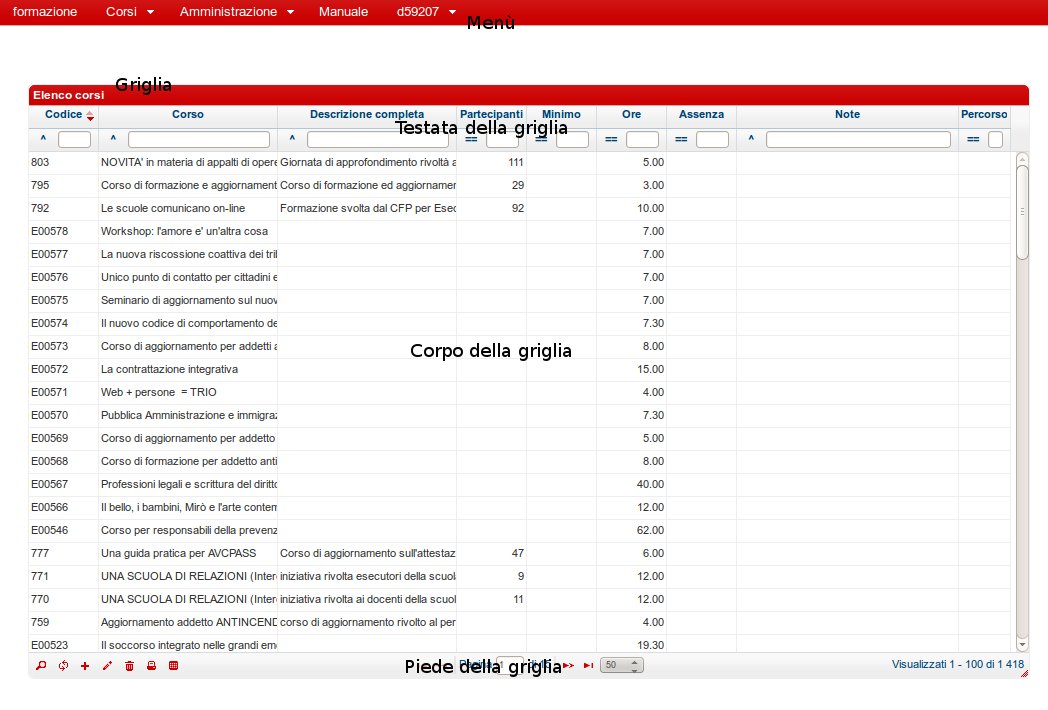 formazione Corsi Amministrazione Manuale d59207
Menù
Griglia
Elenco corsi
Codice Corso Descrizione completa Partecipanti Minimo Ore Assenza Note Percorso
Testata della griglia
^ ^ ^ == == == == ^ ==
803 NOVITA' in materia di appalti di opere Giornata di approfondimento rivoltà a 111 5.00
795 Corso di formazione e aggiornament Corso di formazione ed aggiornamer 29 3.00
792 Le scuole comunicano on-line Formazione svolta dal CFP per Esec 92 10.00
E00578 Workshop: l'amore e' un'altra cosa 7.00
E00577 La nuova riscossione coattiva dei tril 7.00
E00576 Unico punto di contatto per cittadini e 7.00
E00575 Seminario di aggiornamento sul nuov 7.00
E00574 Il nuovo codice di comportamento de 7.30
E00573 Corso di aggiornamento per addetti a 8.00
Corpo della griglia
E00572 La contrattazione integrativa 15.00
E00571 Web + persone = TRIO 4.00
E00570 Pubblica Amministrazione e immigraz 7.30
E00569 Corso di aggiornamento per addetto 5.00
E00568 Corso di formazione per addetto anti 8.00
E00567 Professioni legali e scrittura del diritto 40.00
E00566 Il bello, i bambini, Mirò e l'arte contem 12.00
E00546 Corso per responsabili della prevenz 62.00
777 Una guida pratica per AVCPASS Corso di aggiornamento sull'attestaz 47 6.00
771 UNA SCUOLA DI RELAZIONI (Inter iniziativa rivolta esecutori della scuol 9 12.00
770 UNA SCUOLA DI RELAZIONI (Inter iniziativa rivolta ai docenti della scuol 11 12.00
759 Aggiornamento addetto ANTINCEND corso di aggiornamento rivolto al per 4.00
E00523 Il soccorso integrato nelle grandi em 19.30
Piede della griglia
50 Visualizzati 1 - 100 di 1 418